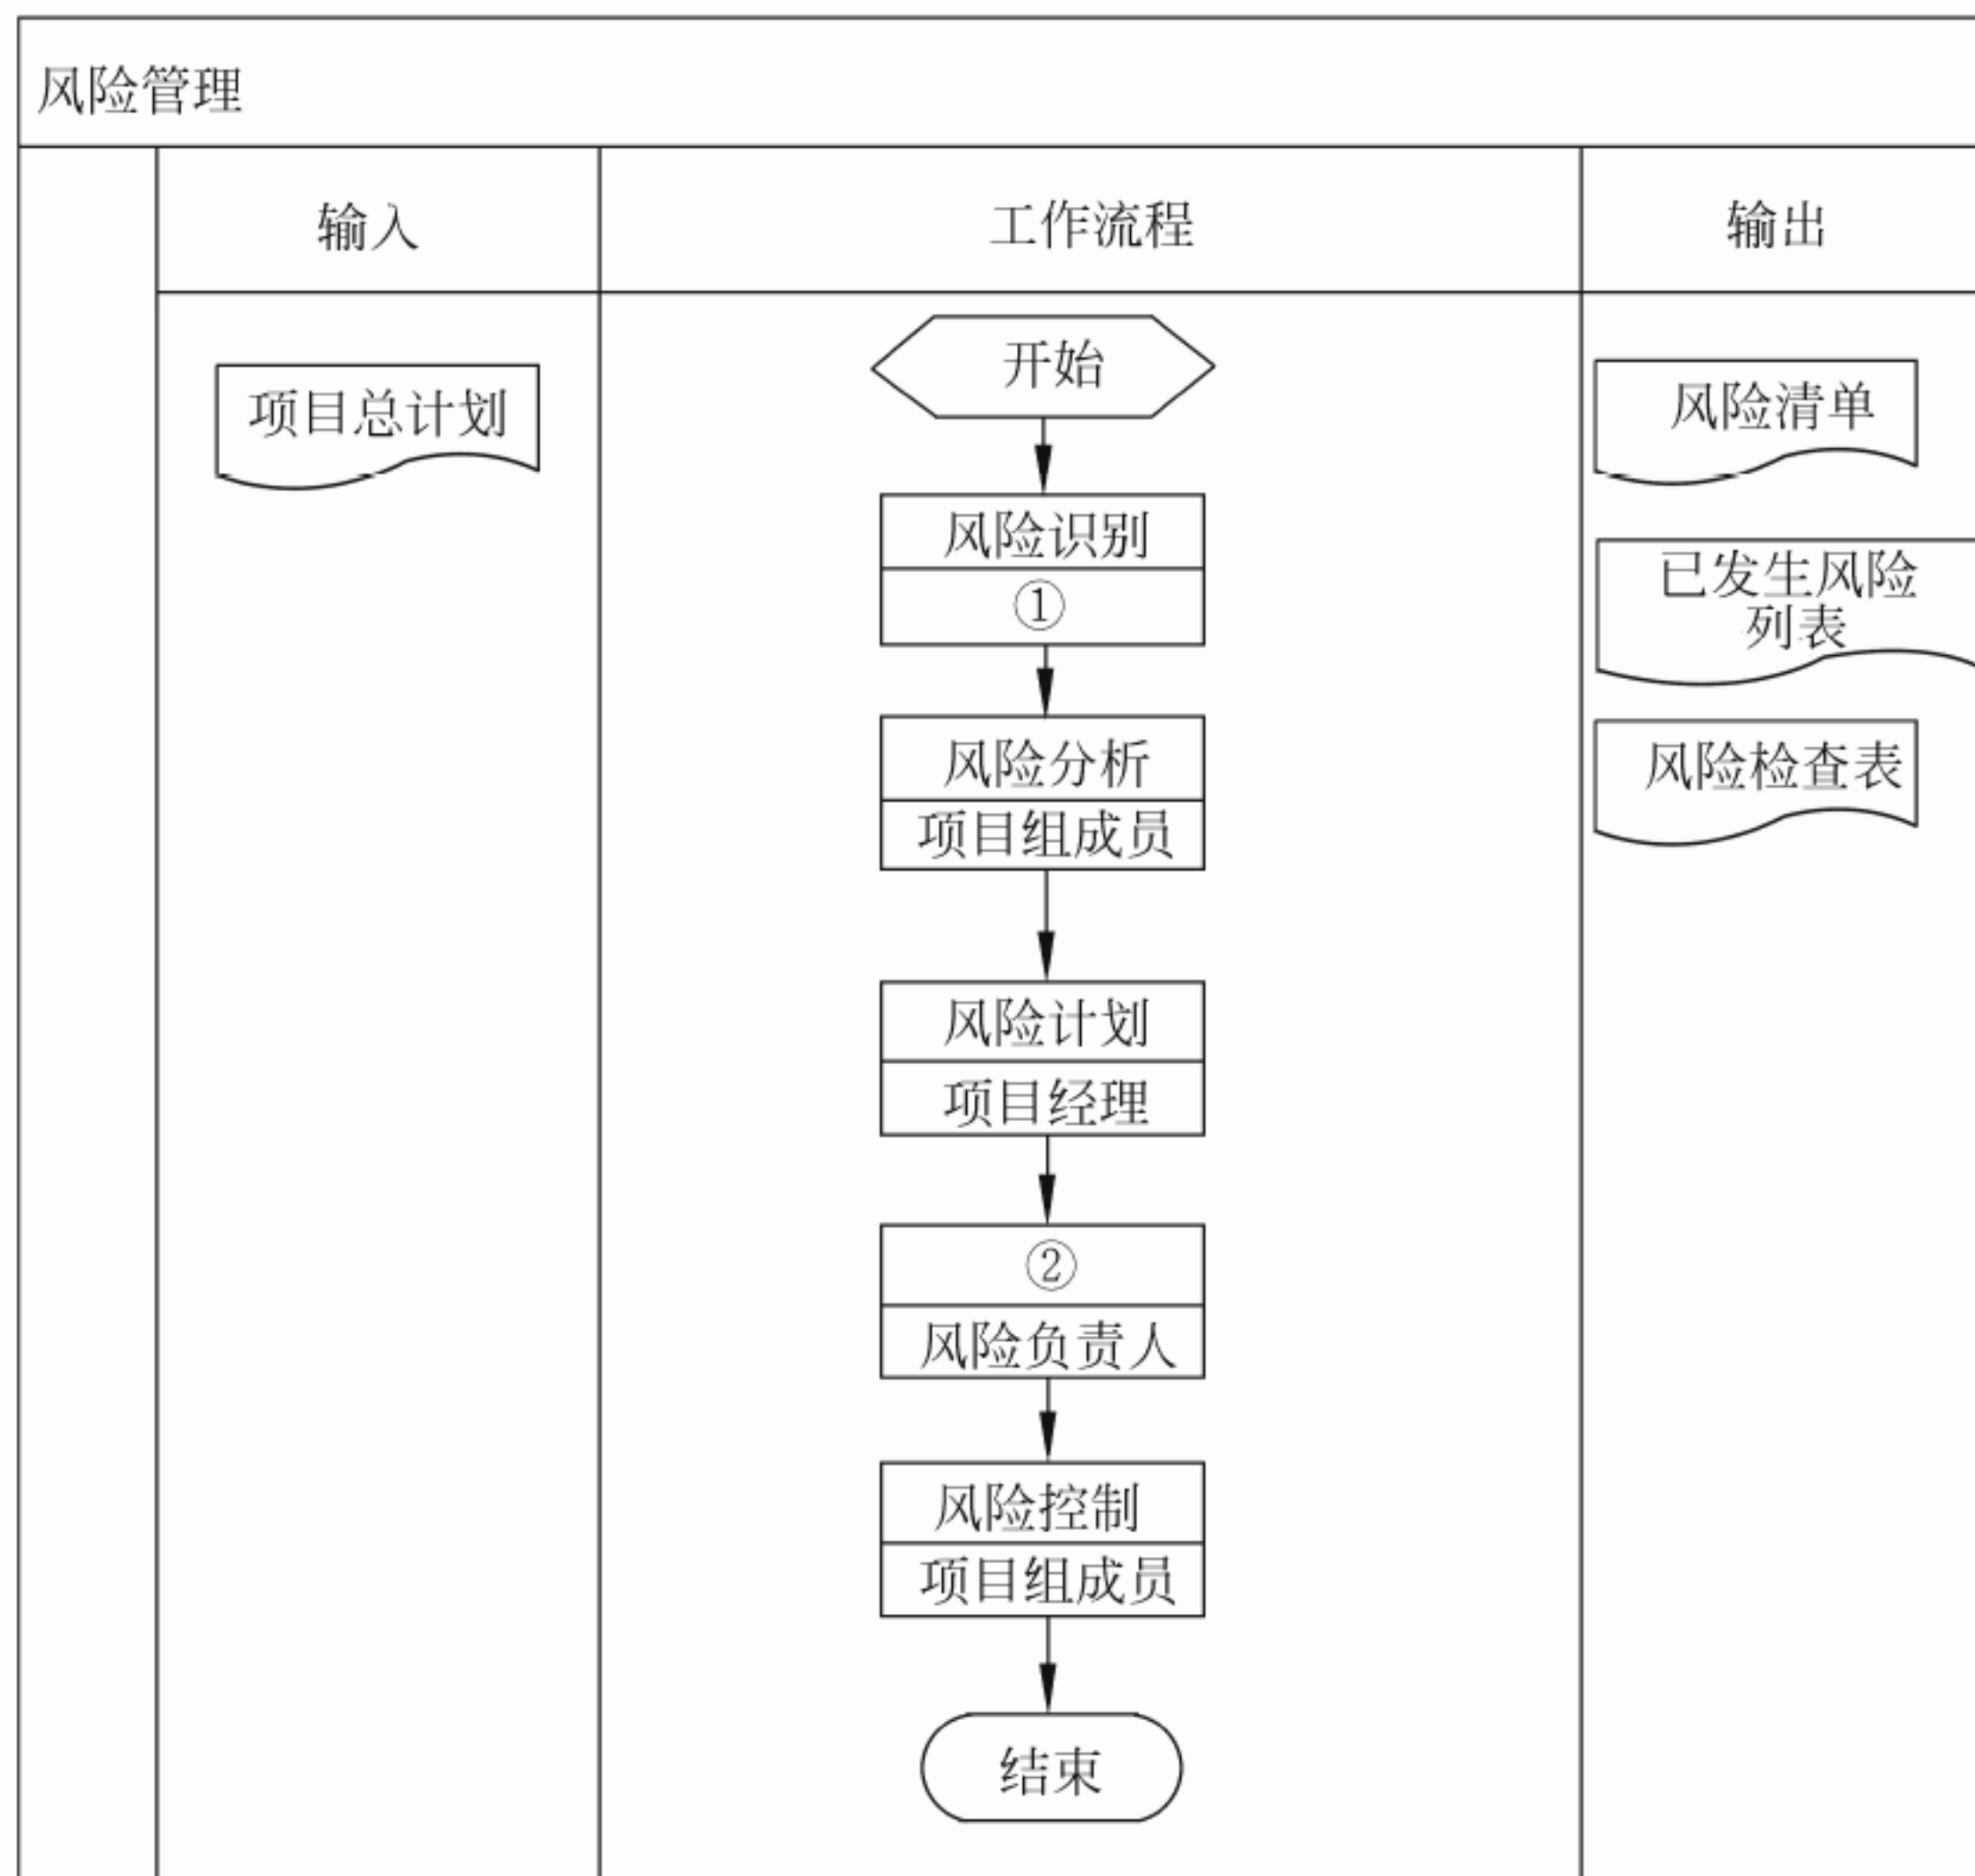 风险管理
输入
工作流程
输出
项目总计划
开始
风险识别
①
风险分析
项目组成员
风险计划
项目经理
②
风险负责人
风险控制
项目组成员
结束
风险清单
已发生风险
列表
风险检查表